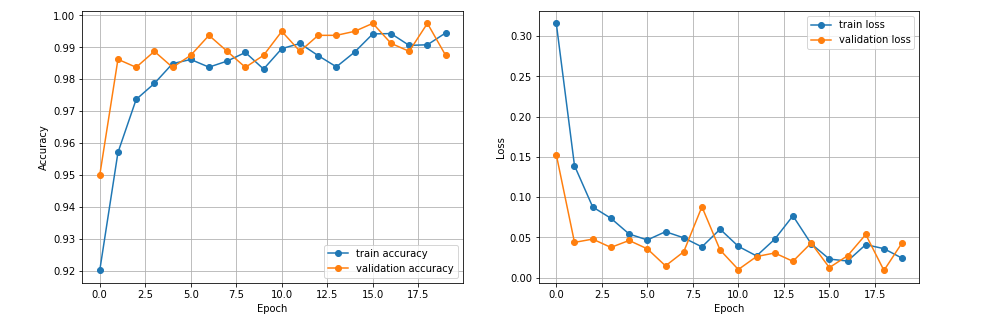 1.00
0.99
0.98
0.97
0.96
0.95
0.94
0.93
0.92
Accuracy
train accuracy
validation accuracy
0.0 2.5 5.0 7.5 10.0 12.5 15.0 17.5
Epoch
0.30
0.25
0.20
0.15
0.10
0.05
0.00
Loss
train loss
validation loss
0.0 2.5 5.0 7.5 10.0 12.5 15.0 17.5
Epoch